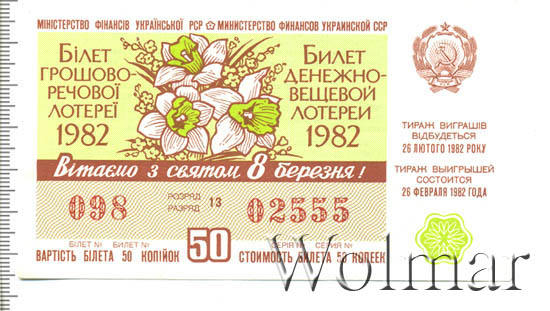 МІНІСТЕРСТВО ФІНАНСІВ УКРАЇНСЬКОЇ РСР МИНИСТЕРСТВО ФИНАНСОВ УКРАИНСКОЙ ССР
БІЛЕТ
ГРОШОВО-
РЕЧОВОЇ
ЛОТЕРЕЇ
1982
БИЛЕТ
ДЕНЕЖНО-
ВЕЩЕВОЙ
ЛОТЕРЕИ
1982
Вітаємо з святом 8 березня!
098
РОЗРЯД
РАЗРЯД 13
02555
БІЛЕТ № БИЛЕТ №
СЕРІЯ № СЕРИЯ №
ВАРТІСТЬ БІЛЕТА 50 КОПІЙОК
50
СТОИМОСТЬ БИЛЕТА 50 КОПЕЕК
ТИРАЖ ВИГРАШІВ
ВІДБУДЕТЬСЯ
26 ЛЮТОГО 1982 РОКУ
ТИРАЖ ВЫИГРЫШЕЙ
СОСТОИТСЯ
26 ФЕВРАЛЯ 1982 ГОДА
Wolmar